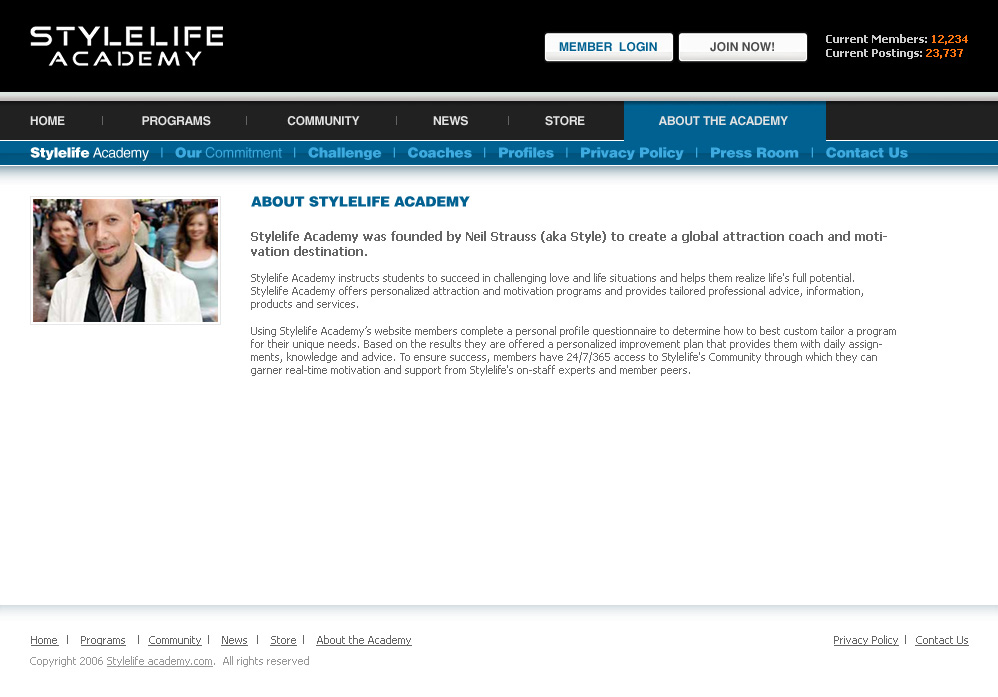 STYLELIFE
ACADEMY
MEMBER LOGIN
JOIN NOW!
Current Members: 12,234
Current Postings: 23,737
HOME | PROGRAMS | COMMUNITY | NEWS | STORE ABOUT THE ACADEMY
Stylelife Academy | Our Commitment | Challenge | Coaches | Profiles | Privacy Policy | Press Room | Contact Us
ABOUT STYLELIFE ACADEMY
Stylelife Academy was founded by Neil Strauss (aka Style) to create a global attraction coach and moti-
vation destination.
Stylelife Academy instructs students to succeed in challenging love and life situations and helps them realize life's full potential.
Stylelife Academy offers personalized attraction and motivation programs and provides tailored professional advice, information,
products and services.
Using Stylelife Academy's website members complete a personal profile questionnaire to determine how to best custom tailor a program
for their unique needs. Based on the results they are offered a personalized improvement plan that provides them with daily assign-
ments, knowledge and advice. To ensure success, members have 24/7/365 access to Stylelife's Community through which they can
garner real-time motivation and support from Stylelife's on-staff experts and member peers.
Home | Programs | Community | News | Store | About the Academy
Privacy Policy | Contact Us
Copyright 2006 Stylelife academy.com. All rights reserved